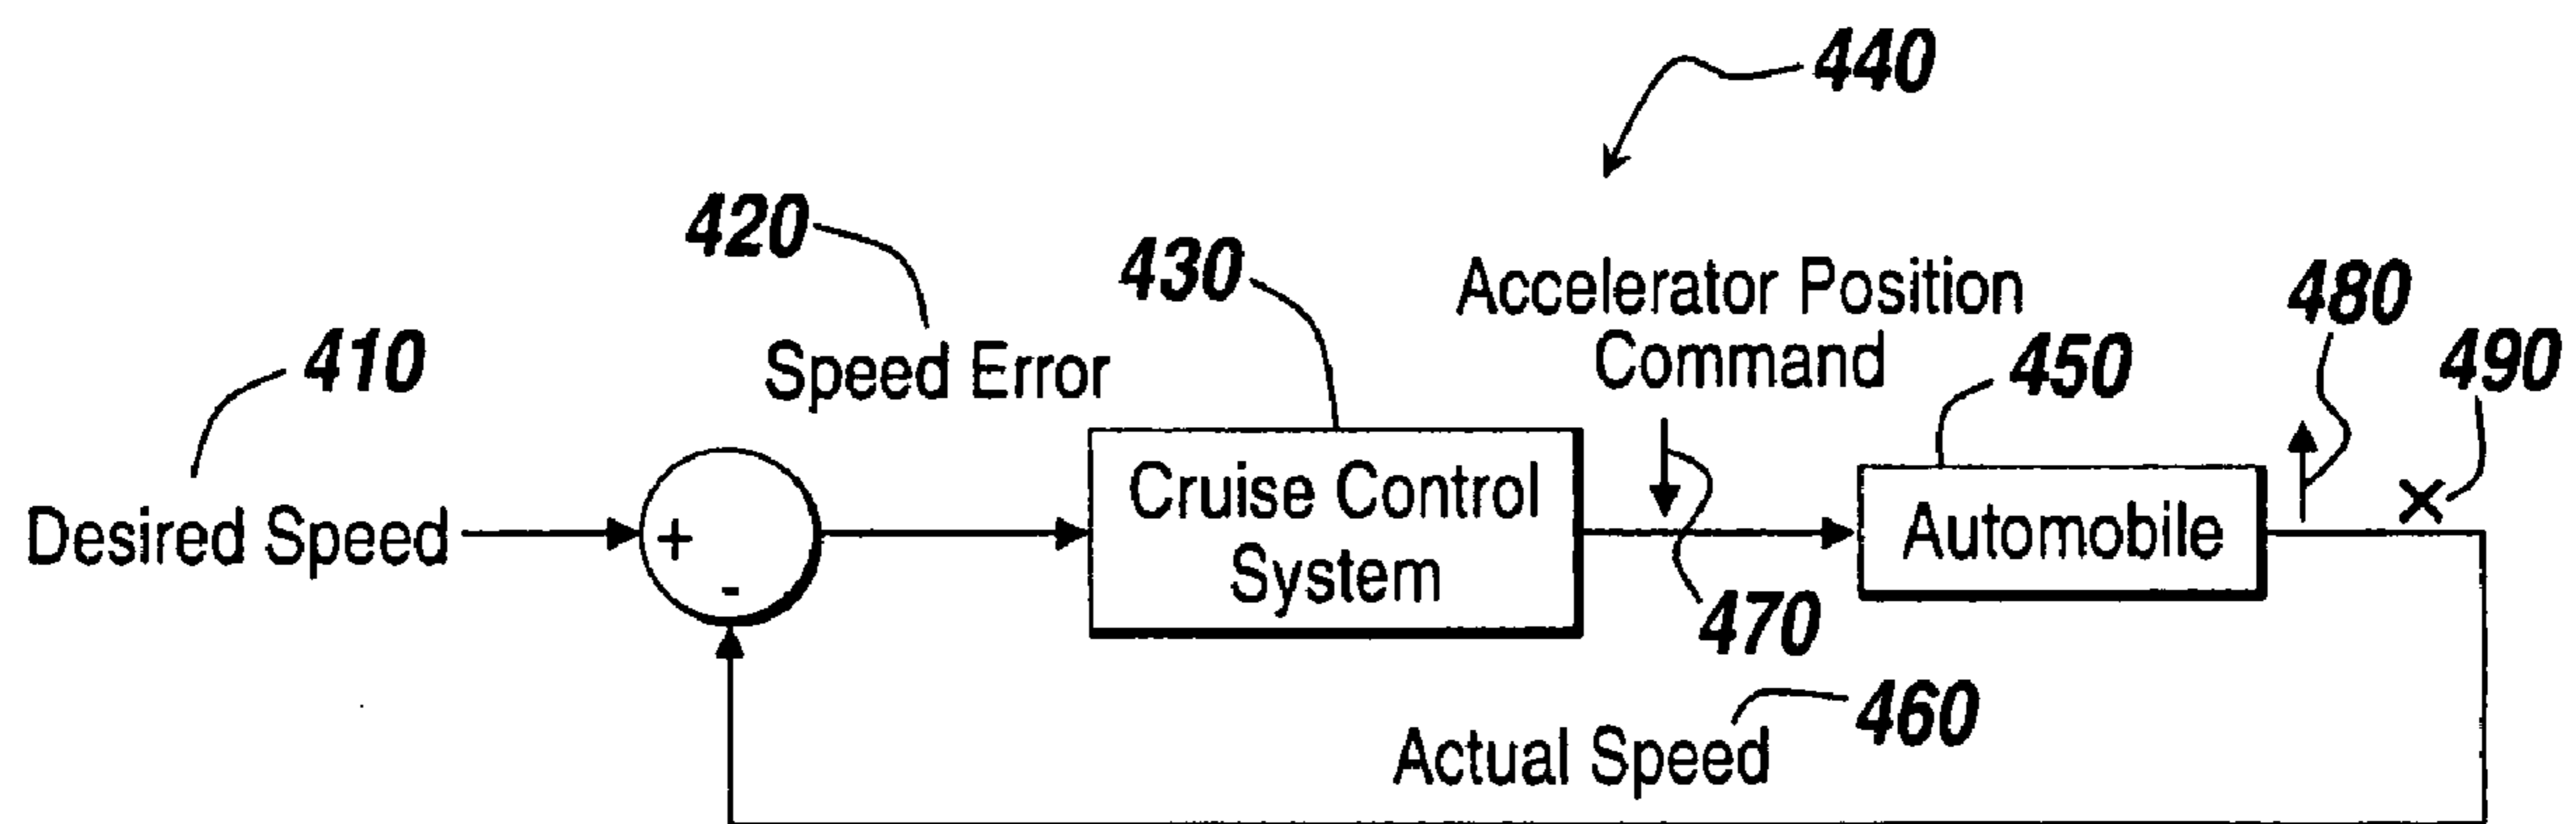 440
420
430
Accelerator Position
Command
480
410
Speed Error
450
490
Desired Speed
+
-
Cruise Control
System
Automobile
470
460
Actual Speed